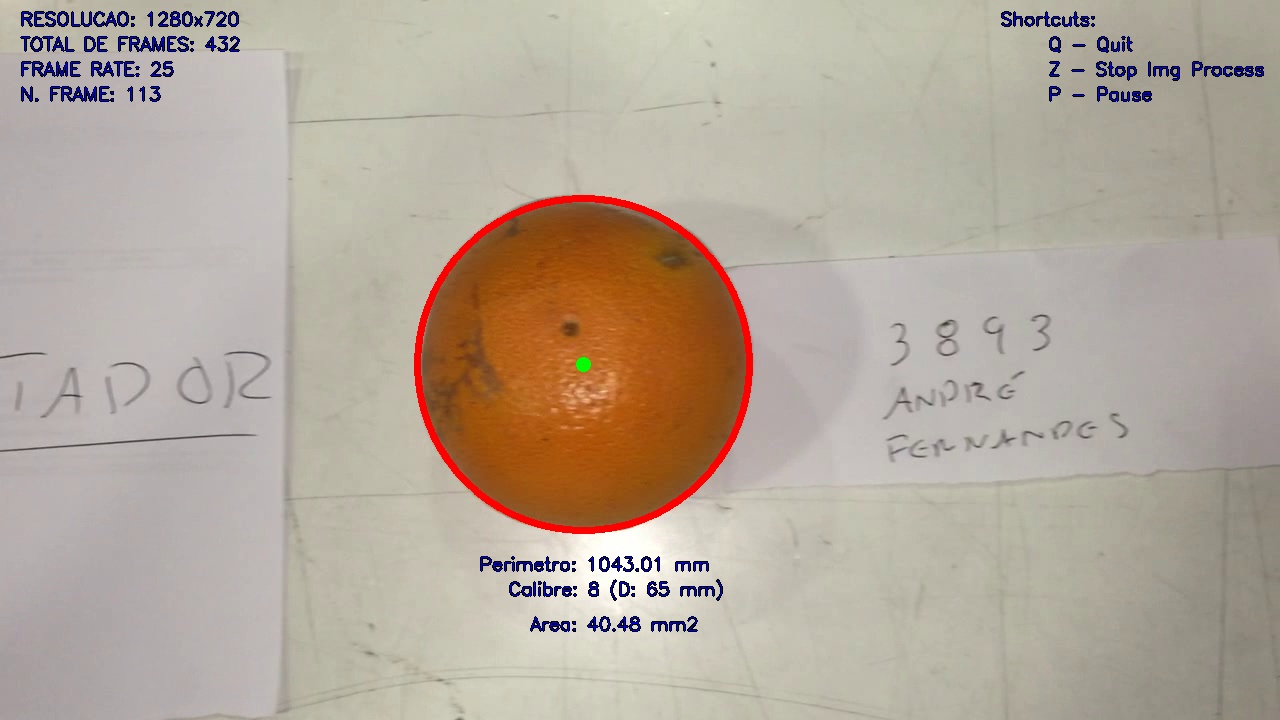 RESOLUCAO: 1280x720
TOTAL DE FRAMES: 432
FRAME RATE: 25
N. FRAME: 113
Shortcuts:
Q - Quit
Z - Stop Img Process
P - Pause
TADOR
3893
ANDRÉ
FERNANDES
Perimetro: 1043.01 mm
Calibre: 8 (D: 65 mm)
Area: 40.48 mm2